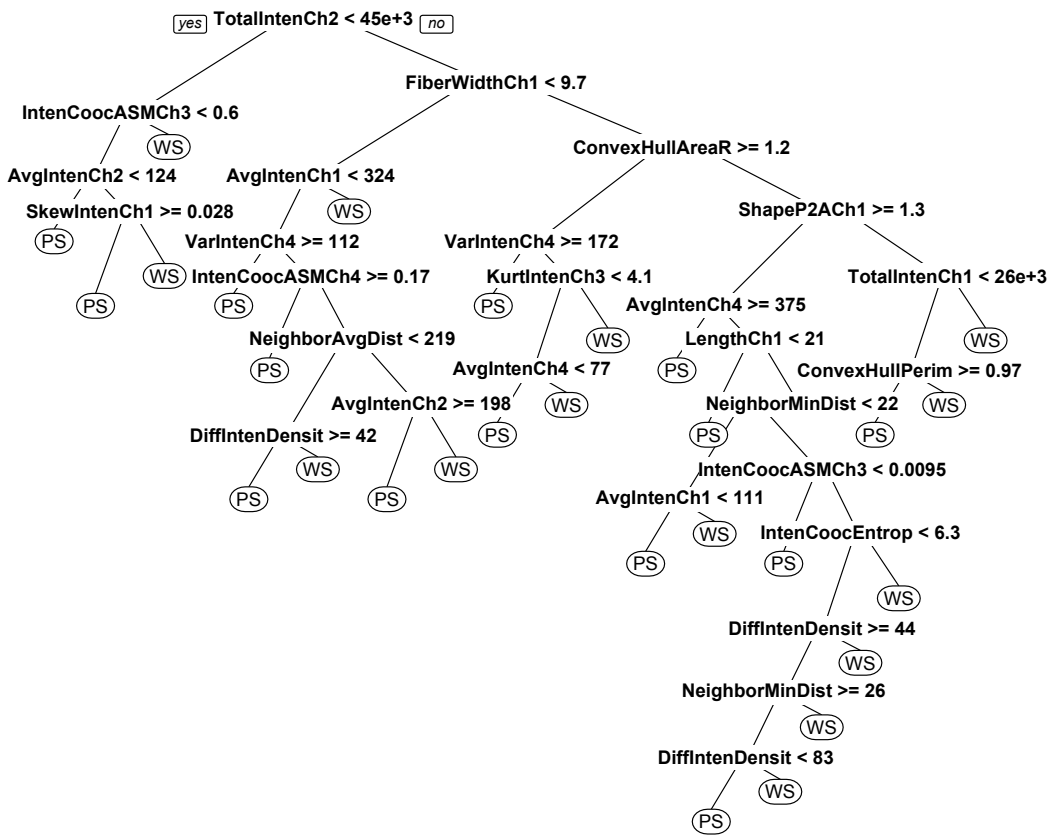 yes TotalIntenCh2 < 45e+3 no
FiberWidthCh1 < 9.7
IntenCoocASMCh3 < 0.6
WS
ConvexHullAreaR >= 1.2
AvgIntenCh2 < 124
AvgIntenCh1 < 324
SkewIntenCh1 >= 0.028
WS
ShapeP2ACh1 >= 1.3
PS
VarIntenCh4 >= 112
VarIntenCh4 >= 172
WS
IntenCoocASMCh4 >= 0.17
KurtIntenCh3 < 4.1
TotalIntenCh1 < 26e+3
PS
PS
PS
AvgIntenCh4 >= 375
NeighborAvgDist < 219
WS
LengthCh1 < 21
WS
PS
AvgIntenCh4 < 77
PS
ConvexHullPerim >= 0.97
AvgIntenCh2 >= 198
WS
NeighborMinDist < 22
WS
DiffIntenDensit >= 42
PS
PS
PS
WS
WS
IntenCoocASMCh3 < 0.0095
PS
PS
AvgIntenCh1 < 111
WS
IntenCoocEntrop < 6.3
PS
PS
WS
DiffIntenDensit >= 44
WS
NeighborMinDist >= 26
WS
DiffIntenDensit < 83
WS
PS